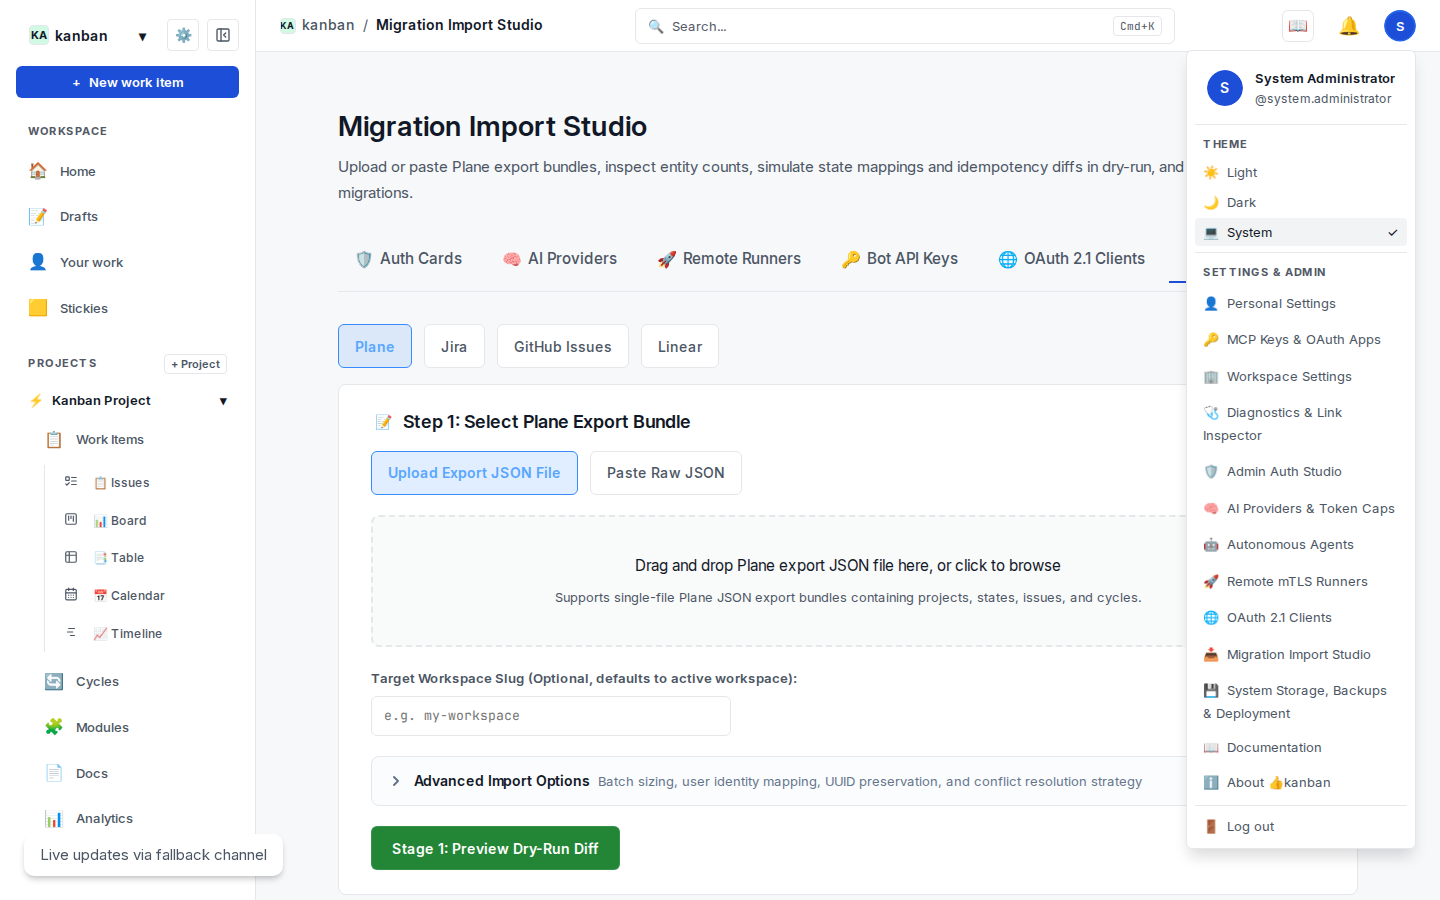 KA kanban ▾
+ New work item
WORKSPACE
Home
Drafts
Your work
Stickies
PROJECTS
+ Project
Kanban Project ▾
Work Items
Issues
Board
Table
Calendar
Timeline
Cycles
Modules
Docs
Analytics
Live updates via fallback channel
KA kanban / Migration Import Studio
Search...
Cmd+K
S
Migration Import Studio
Upload or paste Plane export bundles, inspect entity counts, simulate state mappings and idempotency diffs in dry-run, and
migrations.
Auth Cards
AI Providers
Remote Runners
Bot API Keys
OAuth 2.1 Clients
Plane
Jira
GitHub Issues
Linear
Step 1: Select Plane Export Bundle
Upload Export JSON File
Paste Raw JSON
Drag and drop Plane export JSON file here, or click to browse
Supports single-file Plane JSON export bundles containing projects, states, issues, and cycles.
Target Workspace Slug (Optional, defaults to active workspace):
e.g. my-workspace
Advanced Import Options Batch sizing, user identity mapping, UUID preservation, and conflict resolution strategy
Stage 1: Preview Dry-Run Diff
S
System Administrator
@system.administrator
THEME
Light
Dark
System ✓
SETTINGS & ADMIN
Personal Settings
MCP Keys & OAuth Apps
Workspace Settings
Diagnostics & Link
Inspector
Admin Auth Studio
AI Providers & Token Caps
Autonomous Agents
Remote mTLS Runners
OAuth 2.1 Clients
Migration Import Studio
System Storage, Backups
& Deployment
Documentation
About 👍kanban
Log out